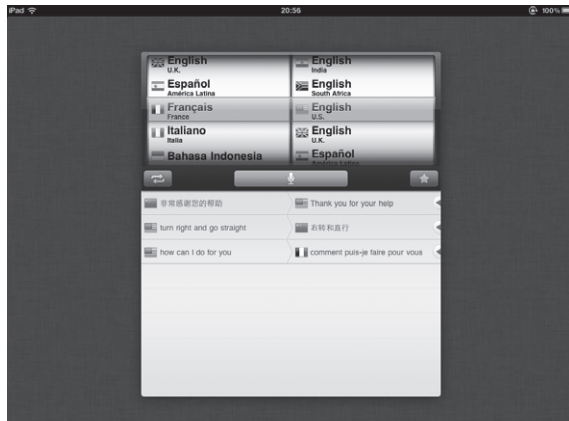 iPad 20:56 100%
English
U.K.
Español
América Latina
Français
France
Italiano
Italia
Bahasa Indonesia
English
India
English
South Africa
English
U.S.
English
U.K.
Español
América Latina
非常感谢您的帮助 Thank you for your help
turn right and go straight 右转和直行
how can I do for you comment puis-je faire pour vous